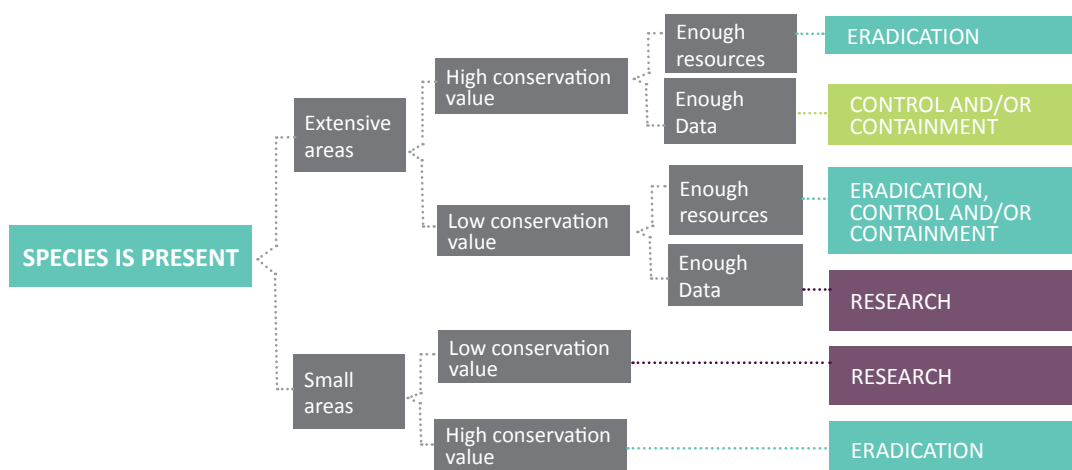 SPECIES IS PRESENT
Extensive
areas
High conservation
value
Enough
resources
ERADICATION
Enough
Data
CONTROL AND/OR
CONTAINMENT
Low conservation
value
Enough
resources
ERADICATION,
CONTROL AND/OR
CONTAINMENT
Enough
Data
RESEARCH
Small
areas
Low conservation
value
RESEARCH
High conservation
value
ERADICATION